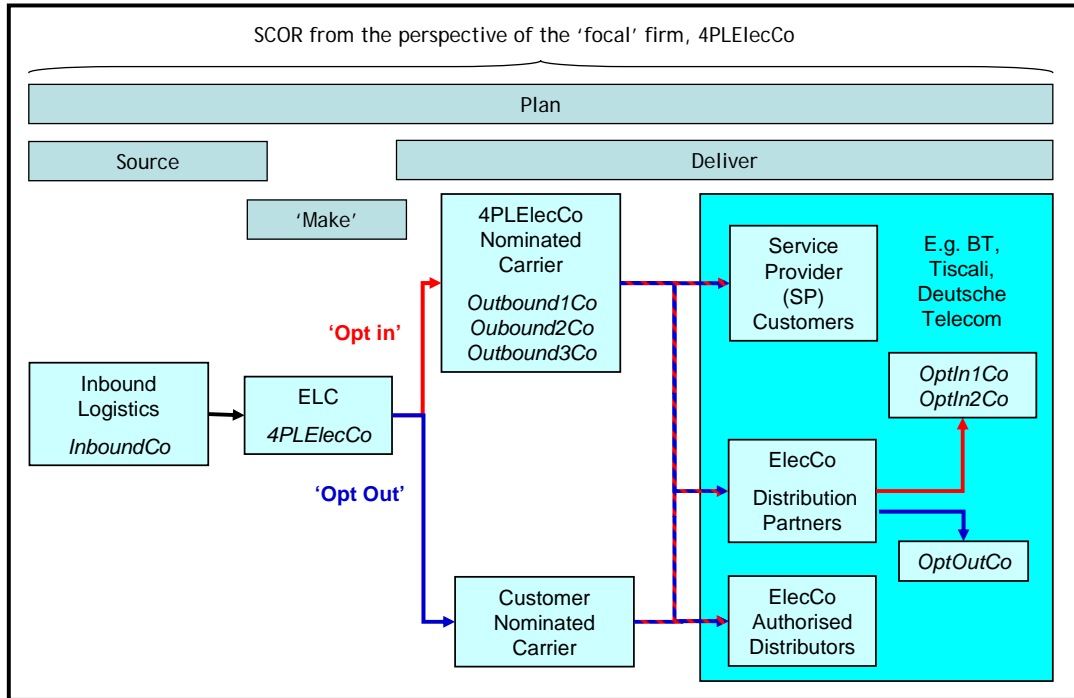 SCOR from the perspective of the ‘focal’ firm, 4PLElecCo
Plan
Source
Deliver
‘Make’
4PLElecCo
Nominated
Carrier
Outbound1Co
Oubound2Co
Outbound3Co
Service
Provider
(SP)
Customers
E.g. BT,
Tiscali,
Deutsche
Telecom
‘Opt in’
Inbound
Logistics
InboundCo
ELC
4PLElecCo
OptIn1Co
OptIn2Co
‘Opt Out’
ElecCo
Distribution
Partners
OptOutCo
Customer
Nominated
Carrier
ElecCo
Authorised
Distributors